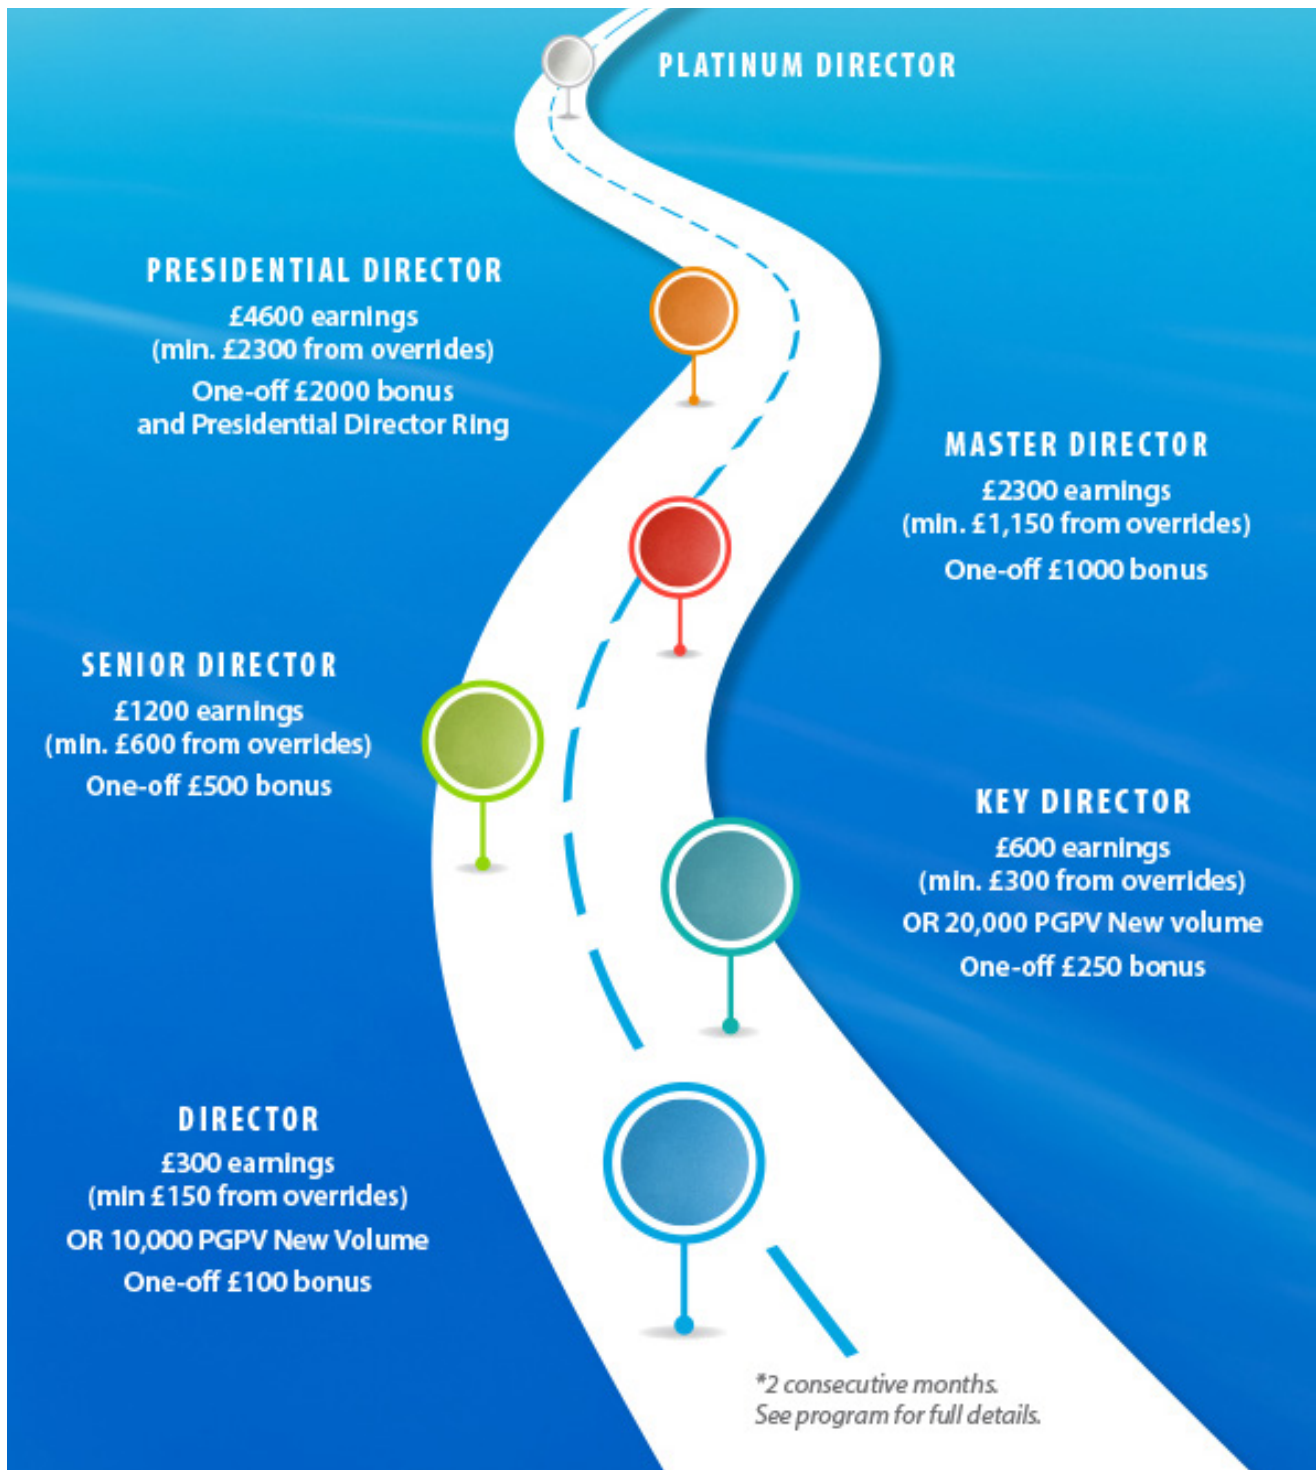 PLATINUM DIRECTOR
PRESIDENTIAL DIRECTOR
£4600 earnings
(min. £2300 from overrides)
One-off £2000 bonus
and Presidential Director Ring
MASTER DIRECTOR
£2300 earnings
(min. £1,150 from overrides)
One-off £1000 bonus
SENIOR DIRECTOR
£1200 earnings
(min. £600 from overrides)
One-off £500 bonus
KEY DIRECTOR
£600 earnings
(min. £300 from overrides)
OR 20,000 PGPV New volume
One-off £250 bonus
DIRECTOR
£300 earnings
(min £150 from overrides)
OR 10,000 PGPV New Volume
One-off £100 bonus
*2 consecutive months.
See program for full details.